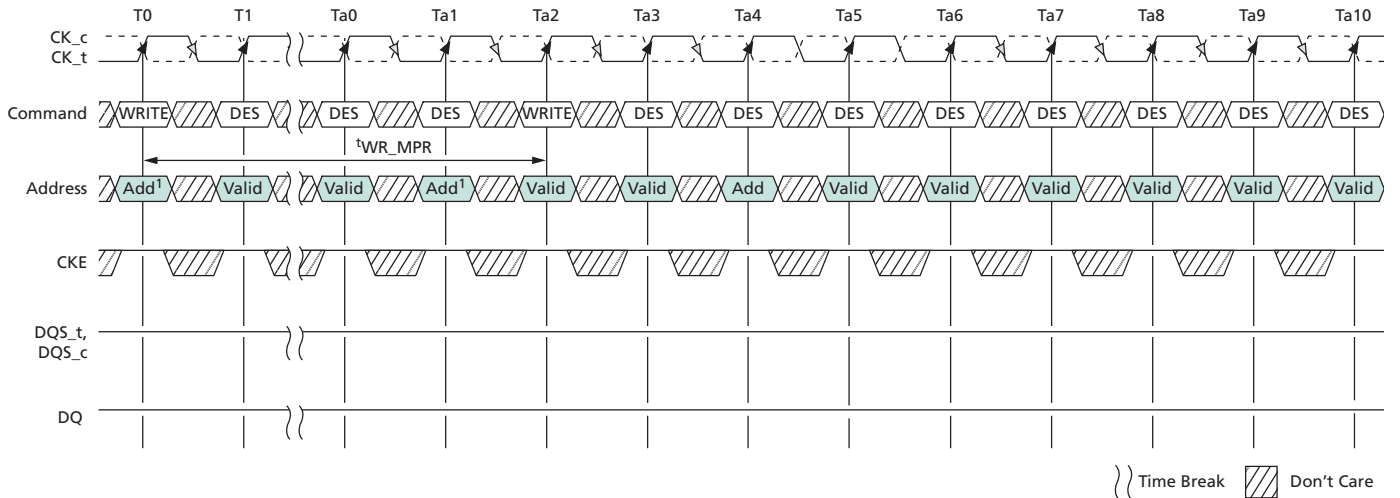 T0 T1 Ta0 Ta1 Ta2 Ta3 Ta4 Ta5 Ta6 Ta7 Ta8 Ta9 Ta10
CK_c
CK_t
Command WRITE DES DES DES WRITE DES DES DES DES DES DES DES DES
tWR_MPR
Address Add1 Valid Valid Add1 Valid Valid Add Valid Valid Valid Valid Valid Valid
CKE
DQS_t,
DQS_c
DQ
Time Break Don't Care